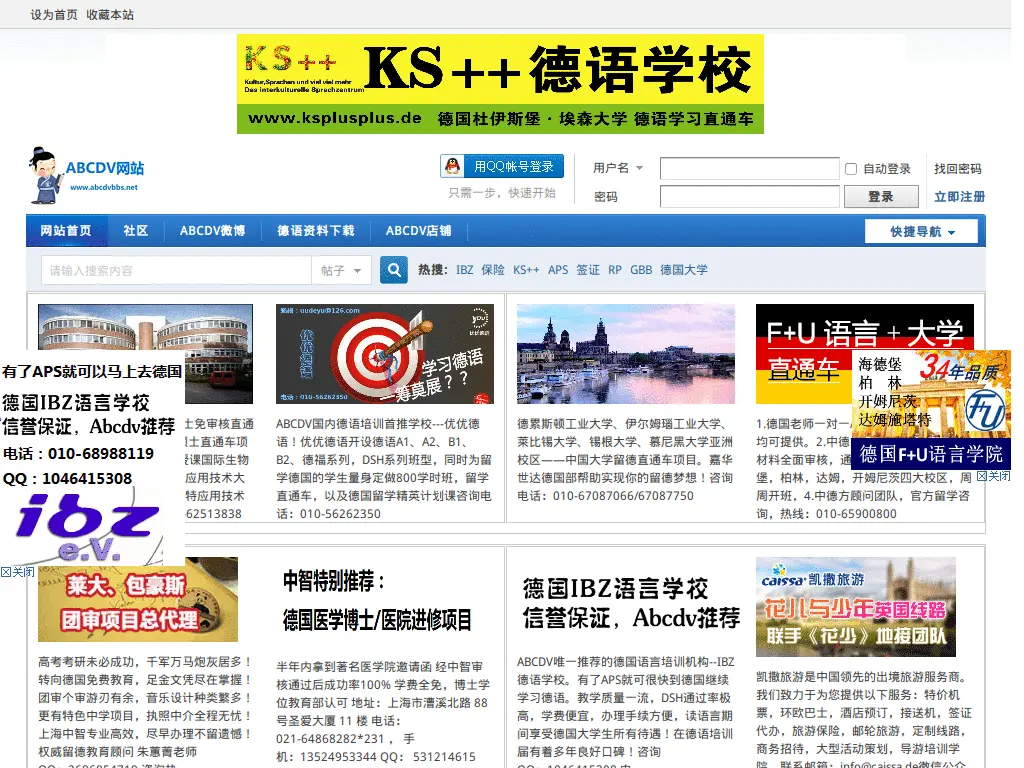 设为首页 收藏本站
KS++
Kultur,Sprachen und viel viel mehr
Das interkulturelle Sprachzentrum
KS++德语学校
www.ksplusplus.de 德国杜伊斯堡·埃森大学 德语学习直通车
ABCDV网站
www.abcdvbbs.net
用QQ帐号登录
只需一步，快速开始
用户名
自动登录
找回密码
密码
登录
立即注册
网站首页 社区 ABCDV微博 德语资料下载 ABCDV店铺
快捷导航
请输入搜索内容
帖子
热搜: IBZ 保险 KS++ APS 签证 RP GBB 德国大学
有了APS就可以马上去德国
德国IBZ语言学校
信誉保证，Abcdv推荐
电话：010-68988119
QQ：1046415308
ibz
e.V.
关闭
士免审核直通
士直通车项
课国际生物
应用技术大
特应用技术
62513838
邮箱：uudeyu@126.com
优优德语
学习德语
一筹莫展？？
电话：010-56262350
ABCDV国内德语培训首推学校---优优德
语！优优德语开设德语A1、A2、B1、
B2、德福系列，DSH系列班型，同时为留
学德国的学生量身定做800学时班，留学
直通车，以及德国留学精英计划课咨询电
话：010-56262350
德累斯顿工业大学、伊尔姆瑙工业大学、
莱比锡大学、锡根大学、慕尼黑大学亚洲
校区——中国大学留德直通车项目。嘉华
世达德国部帮助实现你的留德梦想！咨询
电话：010-67087066/67087750
F+U 语言 + 大学
直通车
1.德国老师一对一
均可提供。2.中德
材料全面审核，通
堡，柏林，达姆，开姆尼茨四大校区，周
周开班，4.中德方顾问团队，官方留学咨
询，热线：010-65900800
海德堡
柏 林
开姆尼茨
达姆施塔特
34年品质
FU
德国F+U语言学院
关闭
莱大、包豪斯
团审项目总代理
高考考研未必成功，千军万马炮灰居多！
转向德国免费教育，足金文凭尽在掌握！
团审个审游刃有余，音乐设计种类繁多！
更有特色中学项目，执照中介全程无忧！
上海中智专业高效，尽早办理不留遗憾！
权威留德教育顾问 朱蕙菁老师
中智特别推荐：
德国医学博士/医院进修项目
半年内拿到著名医学院邀请函 经中智审
核通过后成功率100% 学费全免，博士学
位教育部认可 地址：上海市漕溪北路 88
号圣爱大厦 11 楼 电话：
021-64868282*231 ， 手
机：13524953344 QQ： 531214615
德国IBZ语言学校
信誉保证，Abcdv推荐
ABCDV唯一推荐的德国语言培训机构--IBZ
德语学校。有了APS就可很快到德国继续
学习德语。教学质量一流，DSH通过率极
高，学费便宜，办理手续方便，读语言期
间享受德国大学生所有待遇！在德语培训
届有着多年良好口碑！咨询
caissa 凯撒旅游
花儿与少年英国线路
联手《花少》地接团队
凯撒旅游是中国领先的出境旅游服务商。
我们致力于为您提供以下服务：特价机
票，环欧巴士，酒店预订，接送机，签证
代办，旅游保险，邮轮旅游，定制线路，
商务招待，大型活动策划，导游培训学
院。联系邮箱：info@caissa.de微信公众